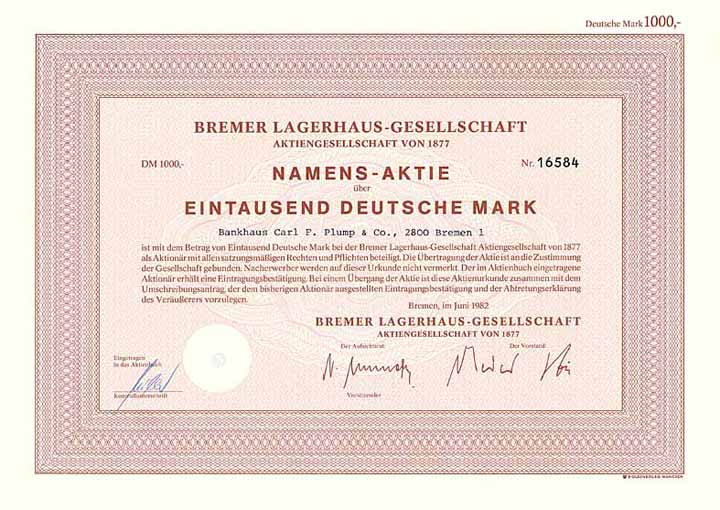 Deutsche Mark 1000,-
BREMER LAGERHAUS-GESELLSCHAFT
AKTIENGESELLSCHAFT VON 1877
DM 1000,- Nr. 16584
NAMENS-AKTIE
über
EINTAUSEND DEUTSCHE MARK
Bankhaus Carl F. Plump & Co., 2800 Bremen 1
ist mit dem Betrag von Eintausend Deutsche Mark bei der Bremer Lagerhaus-Gesellschaft Aktiengesellschaft von 1877
als Aktionär mit allen satzungsmäßigen Rechten und Pflichten beteiligt. Die Übertragung der Aktie ist an die Zustimmung
der Gesellschaft gebunden. Nacherwerber werden auf dieser Urkunde nicht vermerkt. Der im Aktienbuch eingetragene
Aktionär erhält eine Eintragungsbestätigung. Bei einem Übergang der Aktie ist diese Aktienurkunde zusammen mit dem
Umschreibungsantrag, der dem bisherigen Aktionär ausgestellten Eintragungsbestätigung und der Abtretungserklärung
des Veräußerers vorzulegen.
Bremen, im Juni 1982
BREMER LAGERHAUS-GESELLSCHAFT
AKTIENGESELLSCHAFT VON 1877
Der Aufsichtsrat Der Vorstand
Eingetragen
in das Aktienbuch
Kontrollunterschrift
Vorsitzender